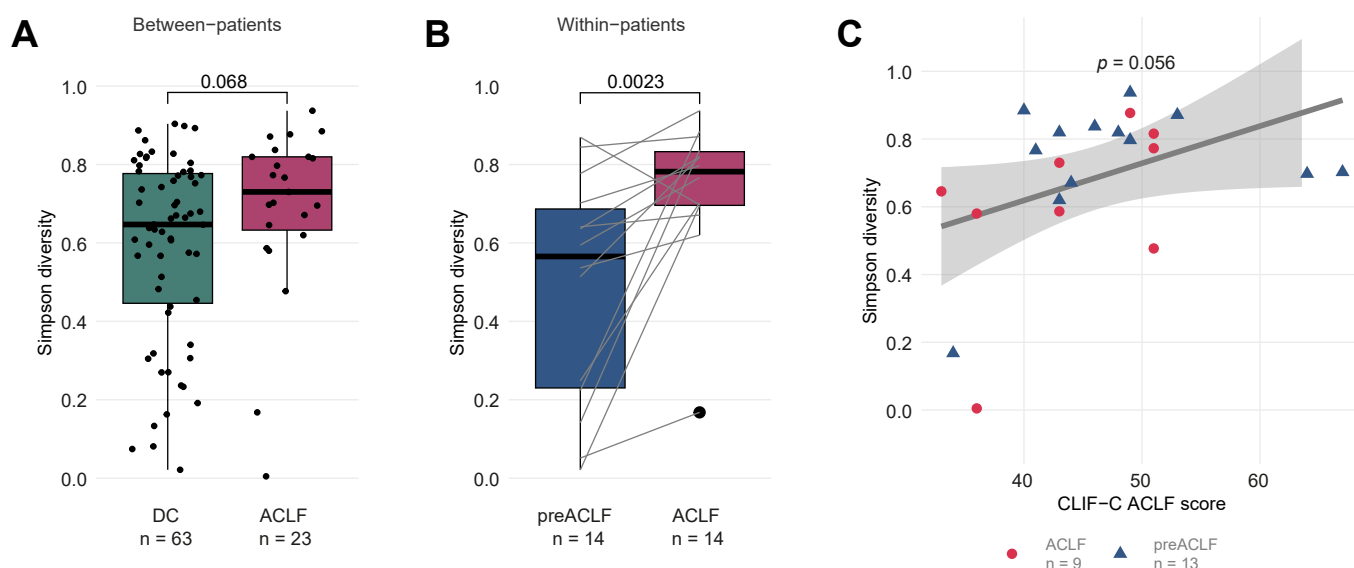 A
Between−patients
0.068
Simpson diversity
1.0
0.8
0.6
0.4
0.2
0.0
DC
n = 63
ACLF
n = 23
B
Within−patients
0.0023
Simpson diversity
1.0
0.8
0.6
0.4
0.2
0.0
preACLF
n = 14
ACLF
n = 14
C
p = 0.056
Simpson diversity
1.0
0.8
0.6
0.4
0.2
0.0
40
50
60
CLIF−C ACLF score
ACLF
n = 9
preACLF
n = 13